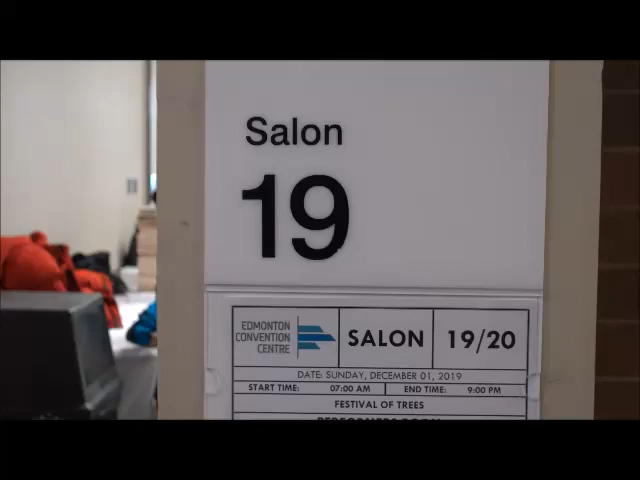 Salon
19
EDMONTON
CONVENTION
CENTRE
SALON
19/20
DATE: SUNDAY, DECEMBER 01, 2019
START TIME: 07:00 AM END TIME: 9:00 PM
FESTIVAL OF TREES